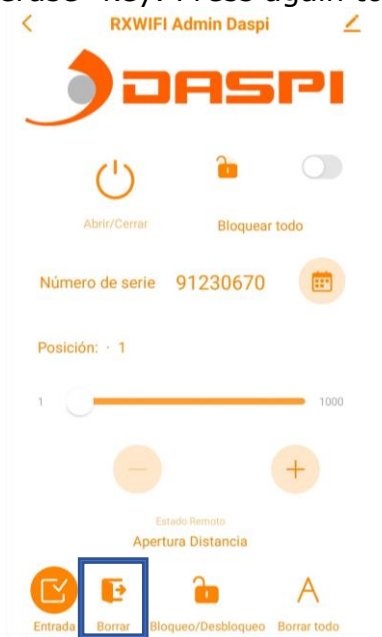 RXWIFI Admin Daspi
DASPI
Abrir/Cerrar
Bloquear todo
Número de serie 91230670
Posición: · 1
1 1000
Estado Remoto
Apertura Distancia
Entrada Borrar Bloqueo/Desbloqueo Borrar todo